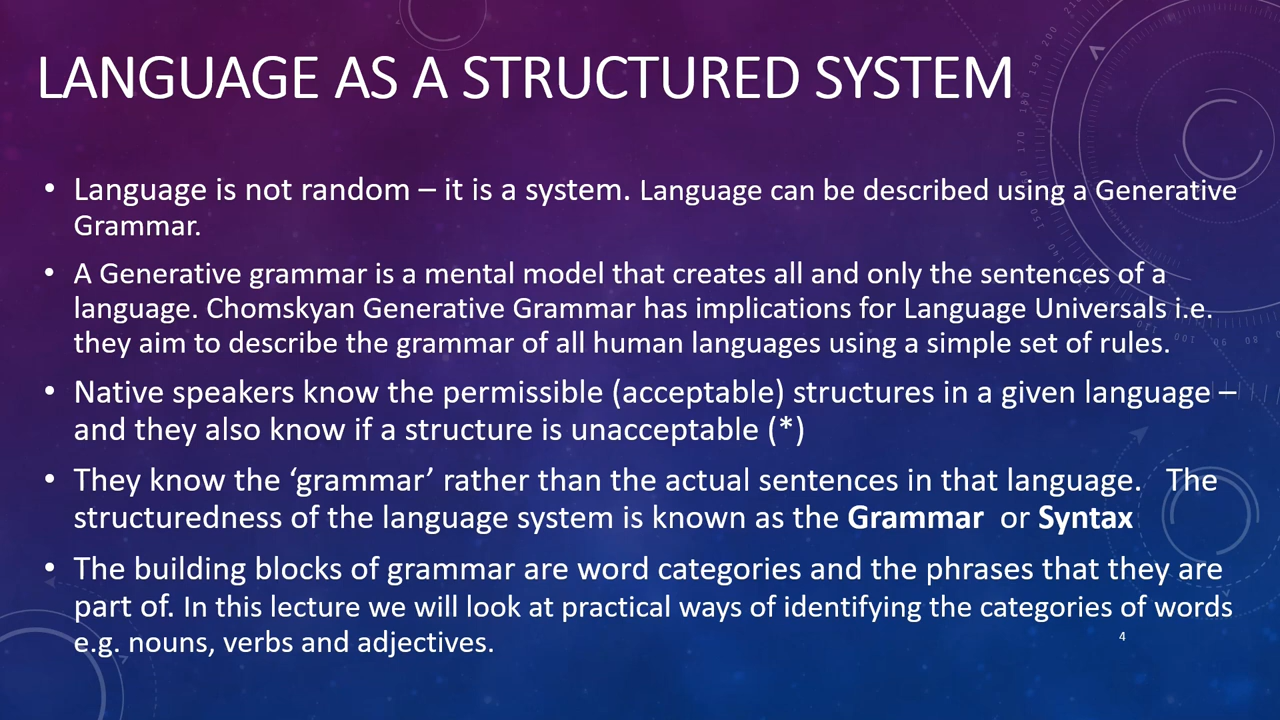 LANGUAGE AS A STRUCTURED SYSTEM
• Language is not random – it is a system. Language can be described using a Generative
Grammar.
• A Generative grammar is a mental model that creates all and only the sentences of a
language. Chomskyan Generative Grammar has implications for Language Universals i.e.
they aim to describe the grammar of all human languages using a simple set of rules.
• Native speakers know the permissible (acceptable) structures in a given language –
and they also know if a structure is unacceptable (*)
• They know the ‘grammar’ rather than the actual sentences in that language. The
structuredness of the language system is known as the Grammar or Syntax
• The building blocks of grammar are word categories and the phrases that they are
part of. In this lecture we will look at practical ways of identifying the categories of words
e.g. nouns, verbs and adjectives.
4